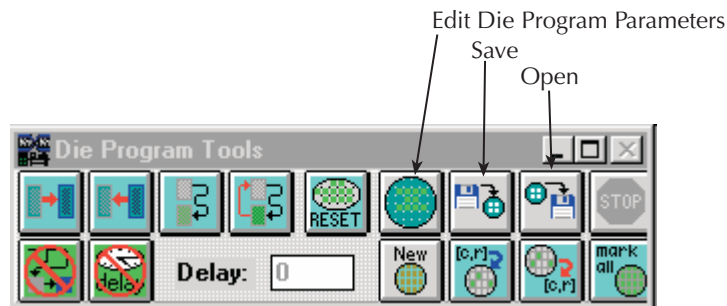 Edit Die Program Parameters
Save
Open
Die Program Tools
RESET
STOP
delay
Delay: 0
New
[c,r]
[c,r]
mark
all